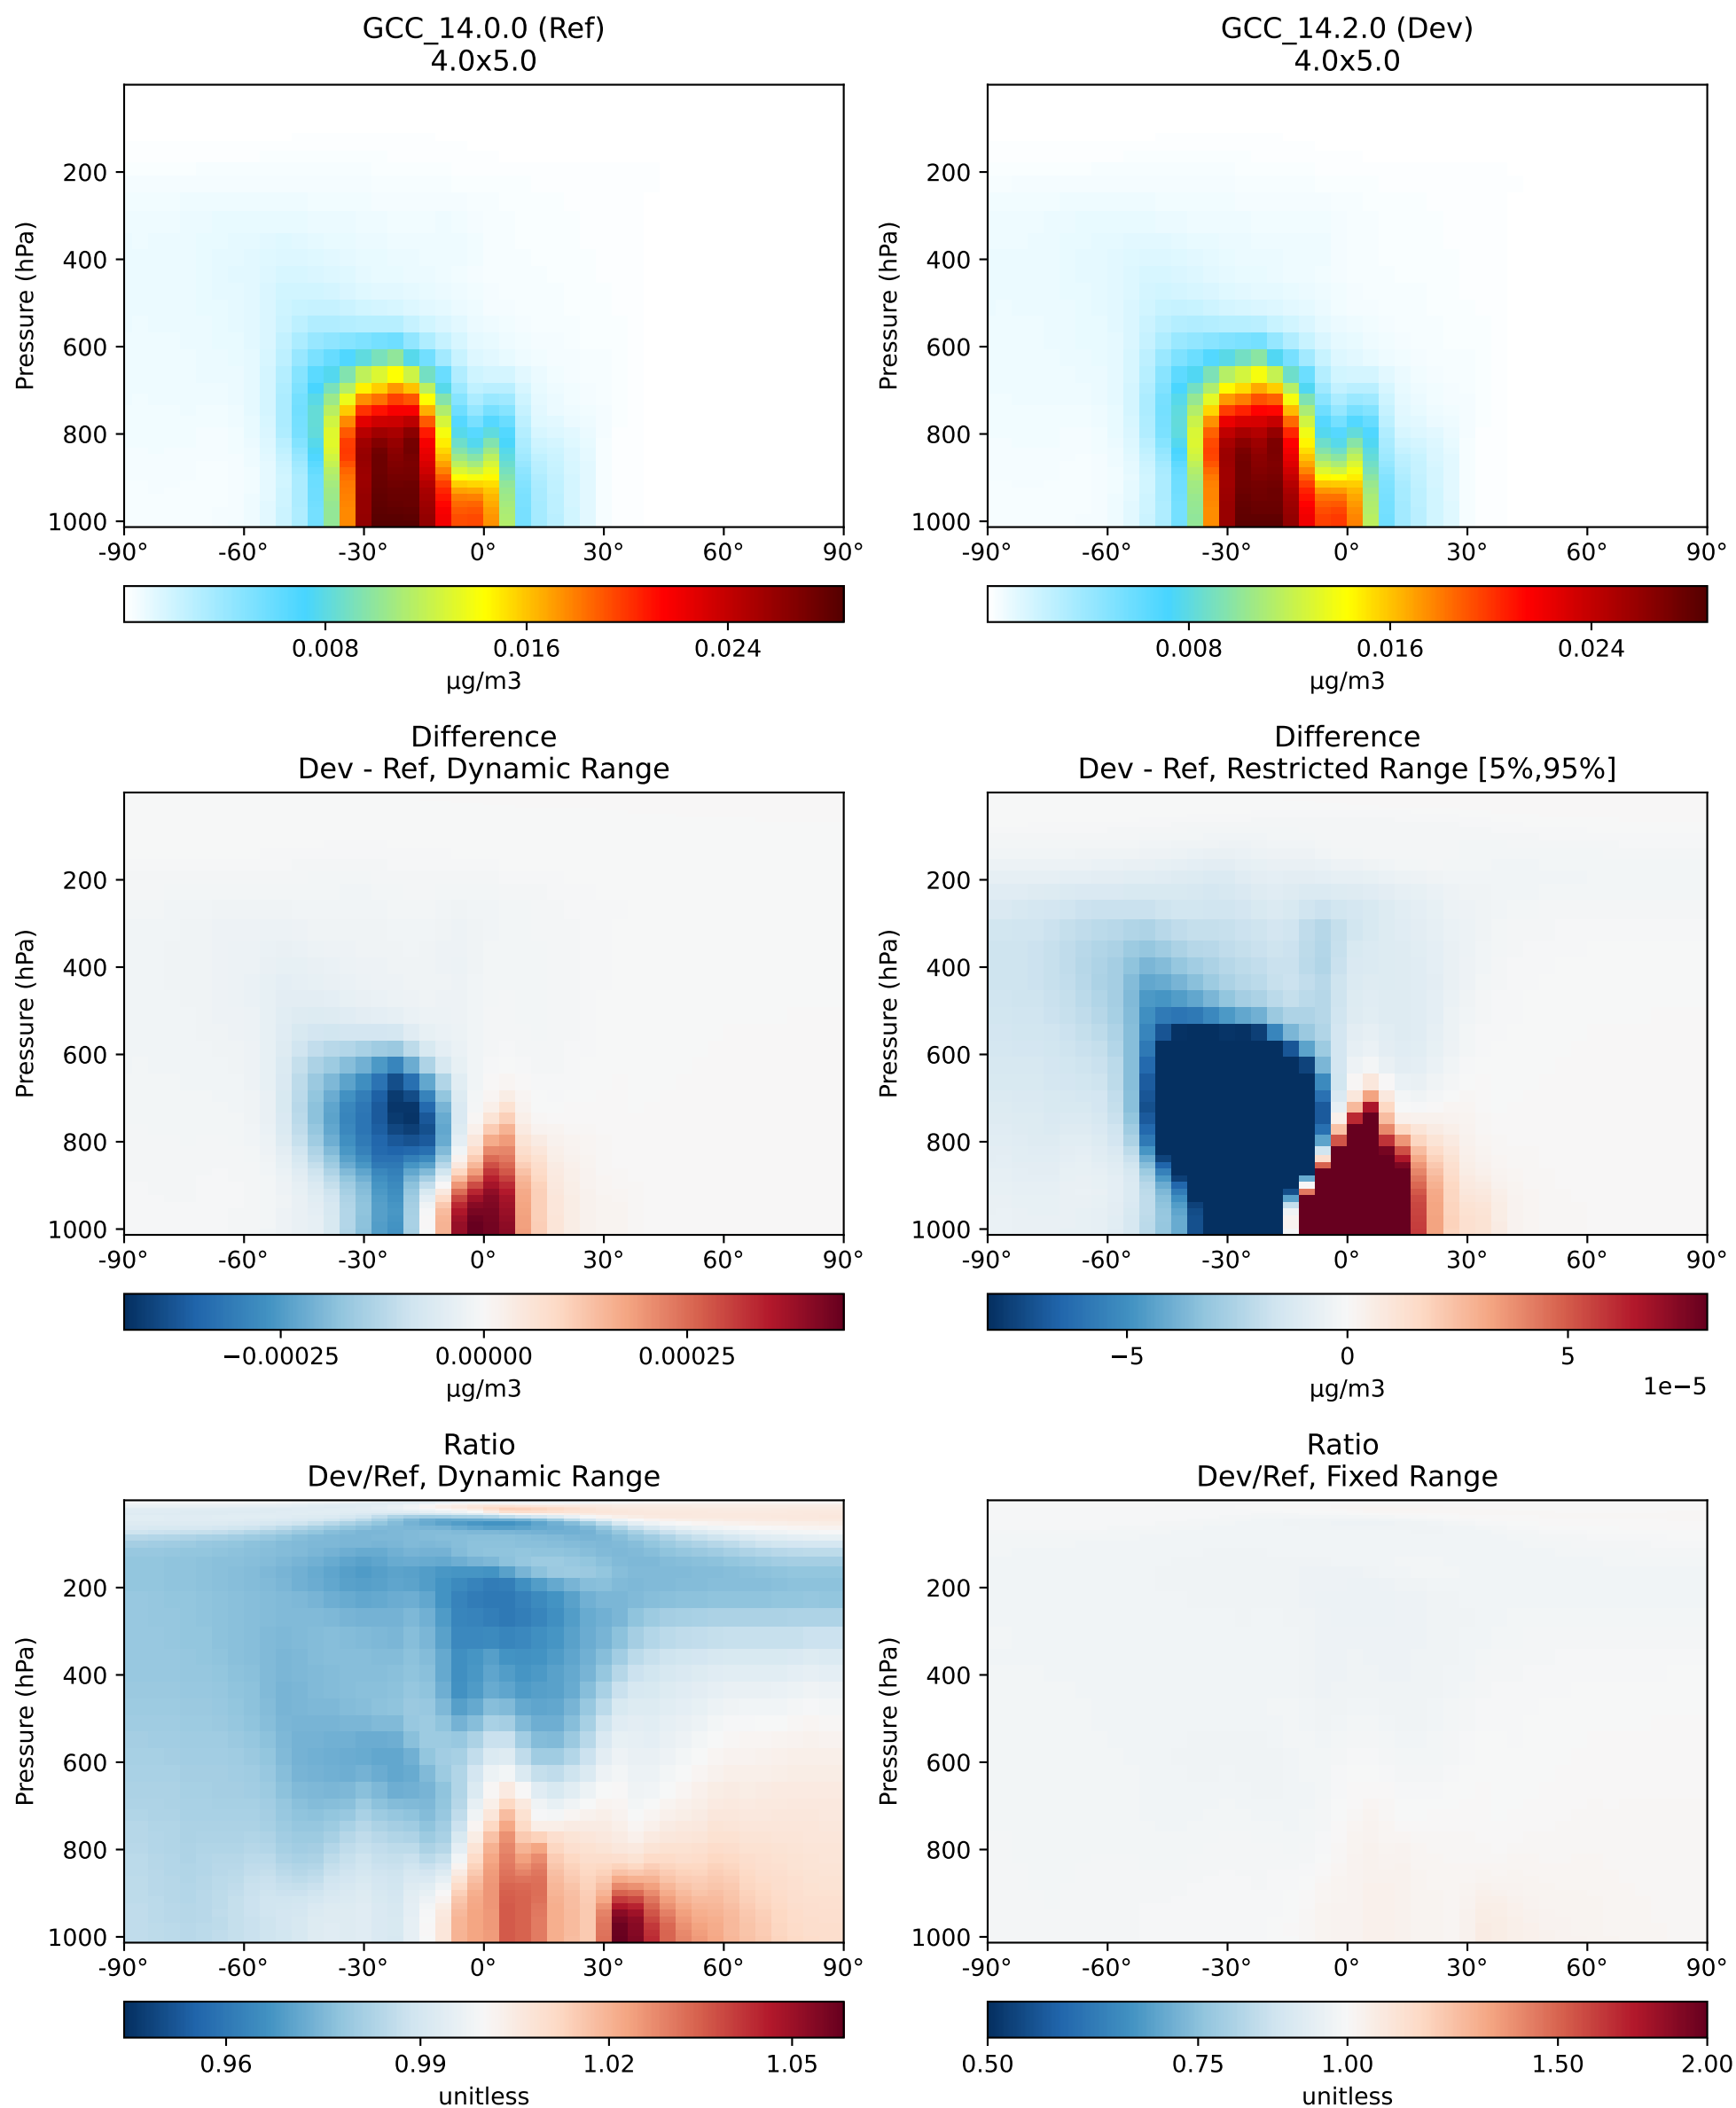 GCC_14.0.0 (Ref)
4.0x5.0
Pressure (hPa)
200
400
600
800
1000
-90° -60° -30° 0° 30° 60° 90°
0.008 0.016 0.024
µg/m3
GCC_14.2.0 (Dev)
4.0x5.0
Pressure (hPa)
200
400
600
800
1000
-90° -60° -30° 0° 30° 60° 90°
0.008 0.016 0.024
µg/m3
Difference
Dev - Ref, Dynamic Range
Pressure (hPa)
200
400
600
800
1000
-90° -60° -30° 0° 30° 60° 90°
−0.00025 0.00000 0.00025
µg/m3
Difference
Dev - Ref, Restricted Range [5%,95%]
Pressure (hPa)
200
400
600
800
1000
-90° -60° -30° 0° 30° 60° 90°
−5 0 5
1e−5
µg/m3
Ratio
Dev/Ref, Dynamic Range
Pressure (hPa)
200
400
600
800
1000
-90° -60° -30° 0° 30° 60° 90°
0.96 0.99 1.02 1.05
unitless
Ratio
Dev/Ref, Fixed Range
Pressure (hPa)
200
400
600
800
1000
-90° -60° -30° 0° 30° 60° 90°
0.50 0.75 1.00 1.50 2.00
unitless